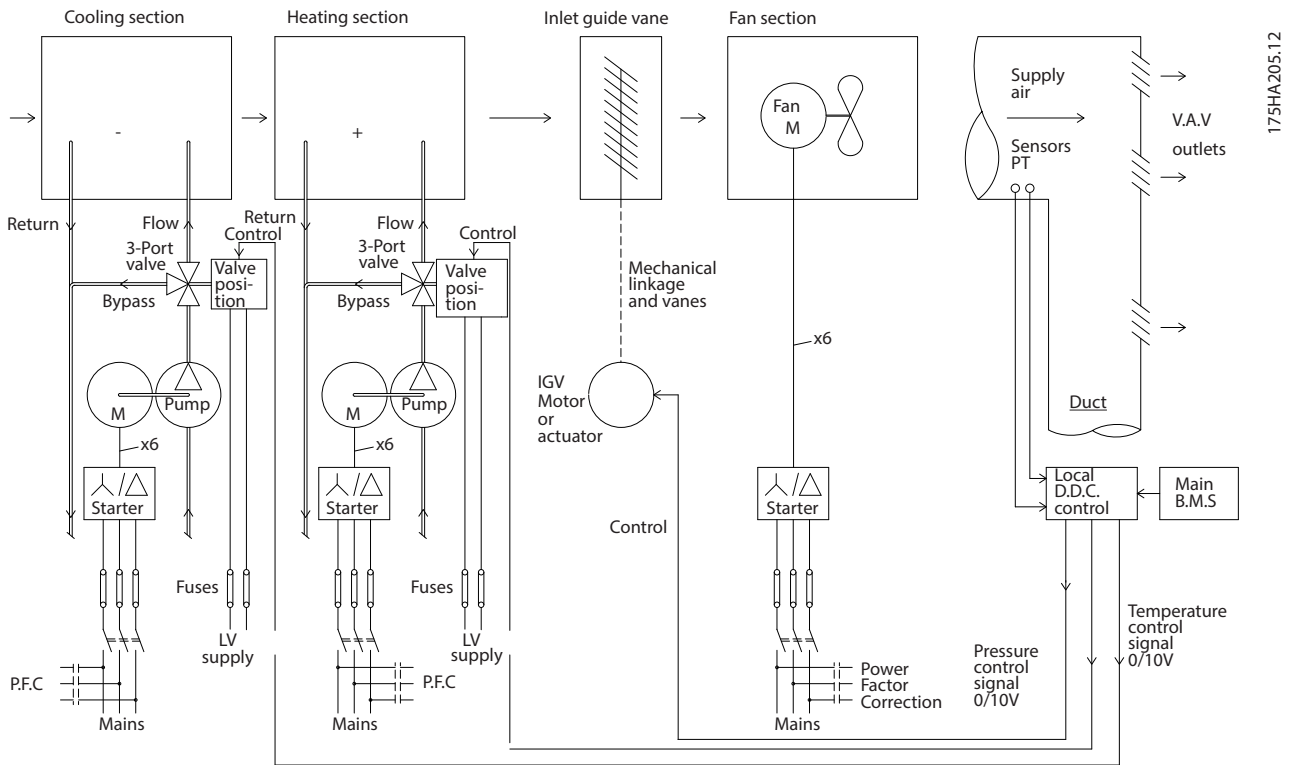 Cooling section
Heating section
Inlet guide vane
Fan section
175HA205.12
-
+
Fan
M
Supply
air
Sensors
PT
V.A.V
outlets
Return
Flow
3-Port
valve
Bypass
Control
Valve
posi-
tion
Return
Flow
3-Port
valve
Bypass
Control
Valve
posi-
tion
Mechanical
linkage
and vanes
x6
M
Pump
x6
M
Pump
x6
IGV
Motor
or
actuator
Duct
Starter
Starter
Starter
Local
D.D.C.
control
Main
B.M.S
Control
Fuses
Fuses
LV
supply
LV
supply
P.F.C
Mains
P.F.C
Mains
Power
Factor
Correction
Mains
Pressure
control
signal
0/10V
Temperature
control
signal
0/10V